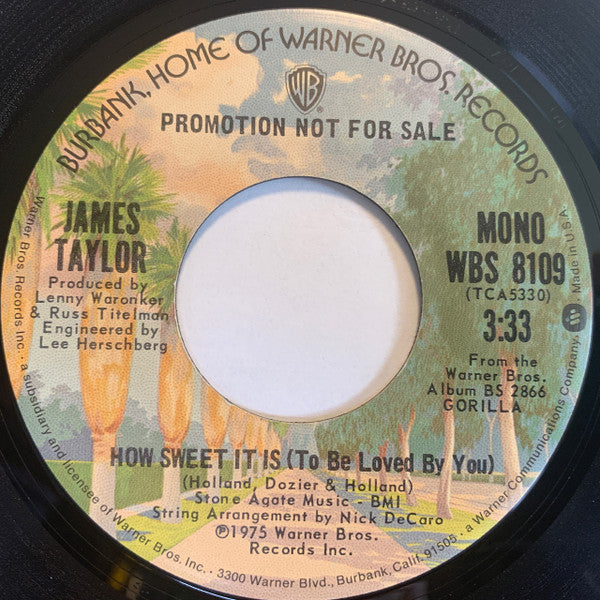 BURBANK, HOME OF WARNER BROS. RECORDS
WB
PROMOTION NOT FOR SALE
JAMES
TAYLOR
Produced by
Lenny Waronker
& Russ Titelman
Engineered by
Lee Herschberg
MONO
WBS 8109
(TCA5330)
3:33
From the
Warner Bros.
Album BS 2866
GORILLA
HOW SWEET IT IS (To Be Loved By You)
(Holland, Dozier & Holland)
Stone Agate Music - BMI
String Arrangement by Nick DeCaro
℗1975 Warner Bros.
Records Inc.
Warner Bros. Records Inc. · a subsidiary and licensee of Warner Bros. Inc. · 3300 Warner Blvd., Burbank, Calif. 91505 · a Warner Communications Company. Made in U.S.A.